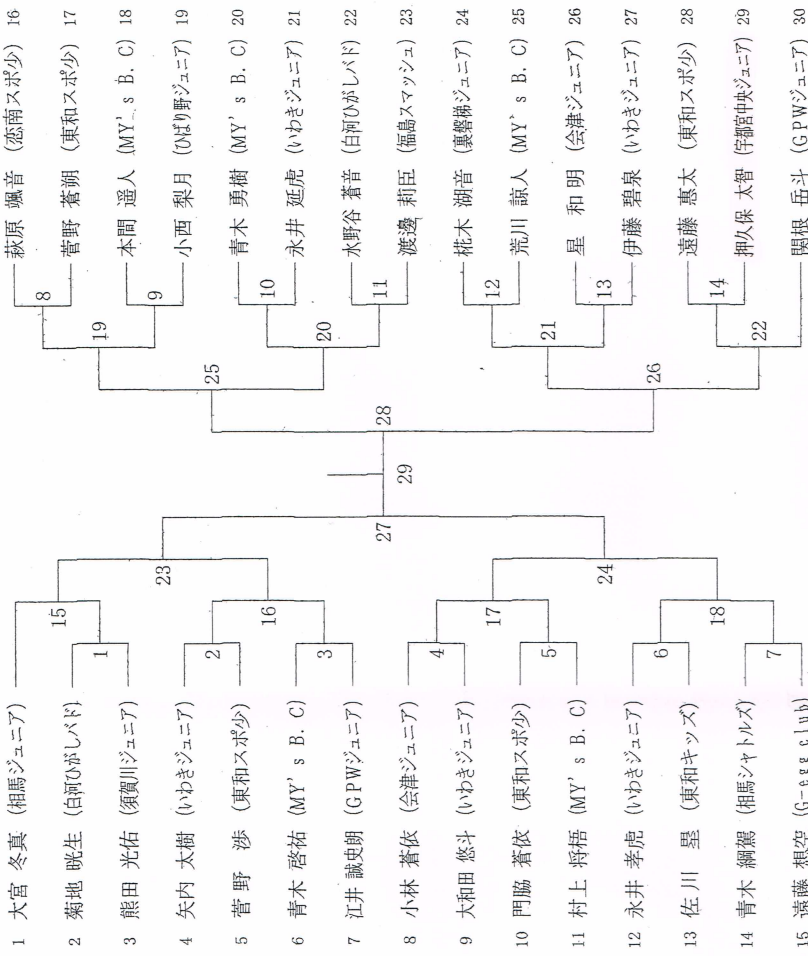 1 大宮 冬真 (相馬ジュニア)
2 菊地 晄生 (白河ひがしバド)
3 熊田 光佑 (須賀川ジュニア)
4 矢内 太樹 (いわきジュニア)
5 菅野 渉 (東和スポ少)
6 青木 啓祐 (MY's B.C)
7 江井 誠史朗 (GPWジュニア)
8 小林 蒼依 (会津ジュニア)
9 大和田 悠斗 (いわきジュニア)
10 門脇 蒼依 (東和スポ少)
11 村上 将梧 (MY's B.C)
12 永井 孝虎 (いわきジュニア)
13 佐川 塁 (東和キッズ)
14 青木 綱駕 (相馬シャトルズ)
15 遠藤 想空 (G-egg club)
1
2
3
4
5
6
7
15
16
17
18
23
24
27
29
28
25
26
19
20
21
22
8
9
10
11
12
13
14
萩原 颯音 (恋南スポ少) 16
菅野 蒼朔 (東和スポ少) 17
本間 遥人 (MY's B.C) 18
小西 梨月 (ひばり野ジュニア) 19
青木 勇樹 (MY's B.C) 20
永井 延虎 (いわきジュニア) 21
水野谷 蒼音 (白河ひがしバド) 22
渡邊 莉臣 (福島スマッシュ) 23
椛木 湖音 (裏磐梯ジュニア) 24
荒川 諒人 (MY's B.C) 25
星 和明 (会津ジュニア) 26
伊藤 碧泉 (いわきジュニア) 27
遠藤 惠太 (東和スポ少) 28
押久保 太智 (宇都宮中央ジュニア) 29
関根 岳斗 (GPWジュニア) 30